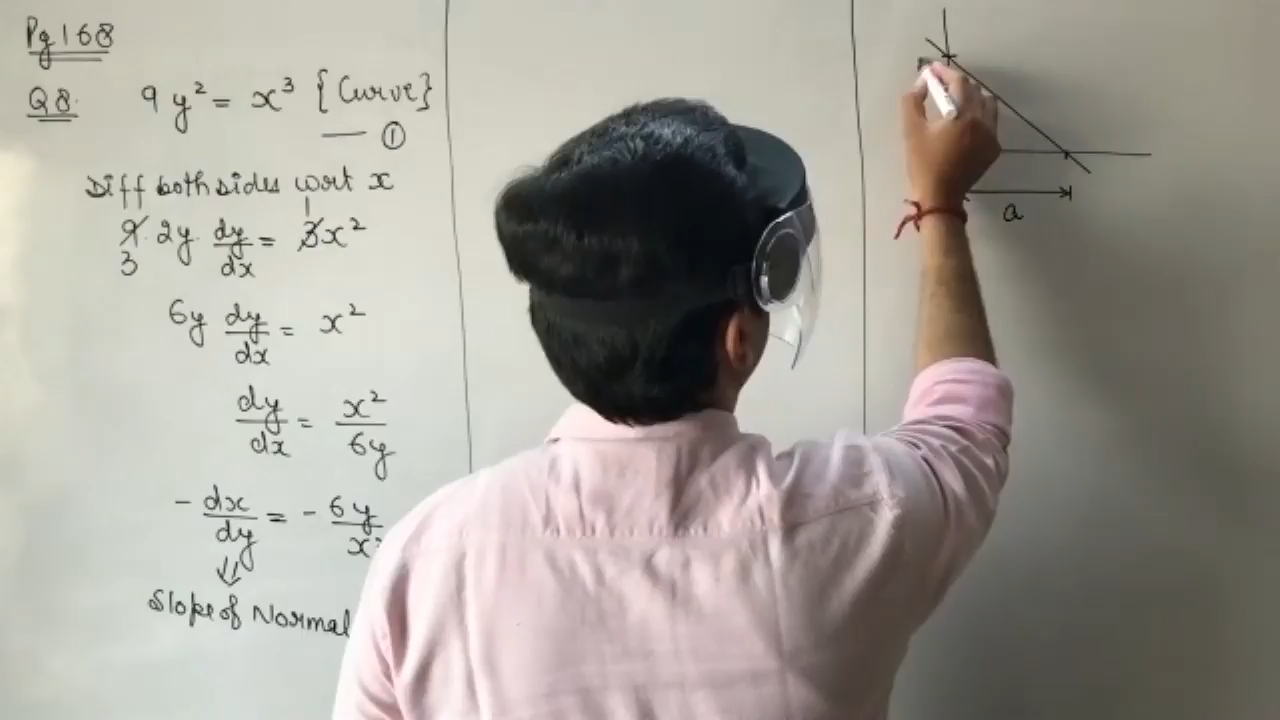 Pg 168
Q8. 9y² = x³ {Curve}
— ①
Diff both sides wrt x
9·2y·dy/dx = 3x²
3 1
6y dy/dx = x²
dy/dx = x²/6y
-dx/dy = -6y/x²
Slope of Normal
a